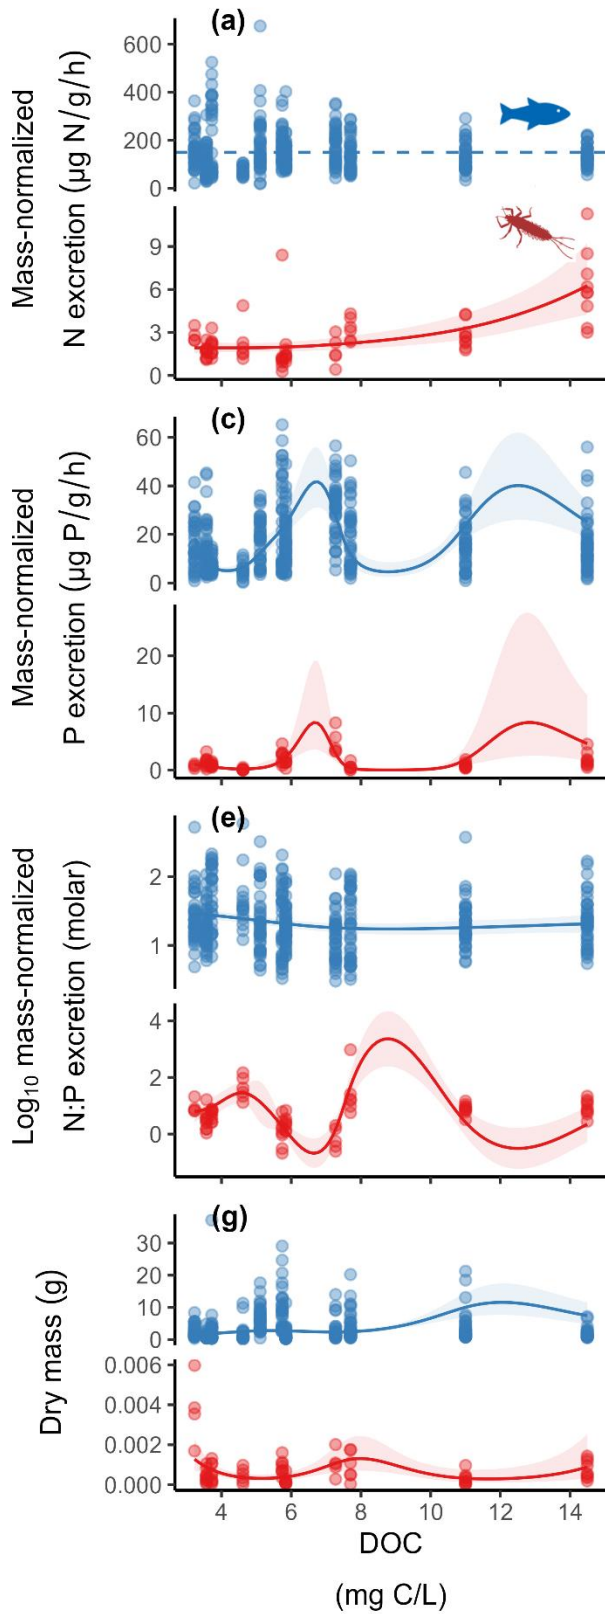 (a)
Mass-normalized
N excretion (µg N/g/h)
600
400
200
0
9
6
3
0
(c)
Mass-normalized
P excretion (µg P/g/h)
60
40
20
0
20
10
0
(e)
Log₁₀ mass-normalized
N:P excretion (molar)
2
1
4
2
0
(g)
Dry mass (g)
30
20
10
0
0.006
0.004
0.002
0.000
4 6 8 10 12 14
DOC
(mg C/L)